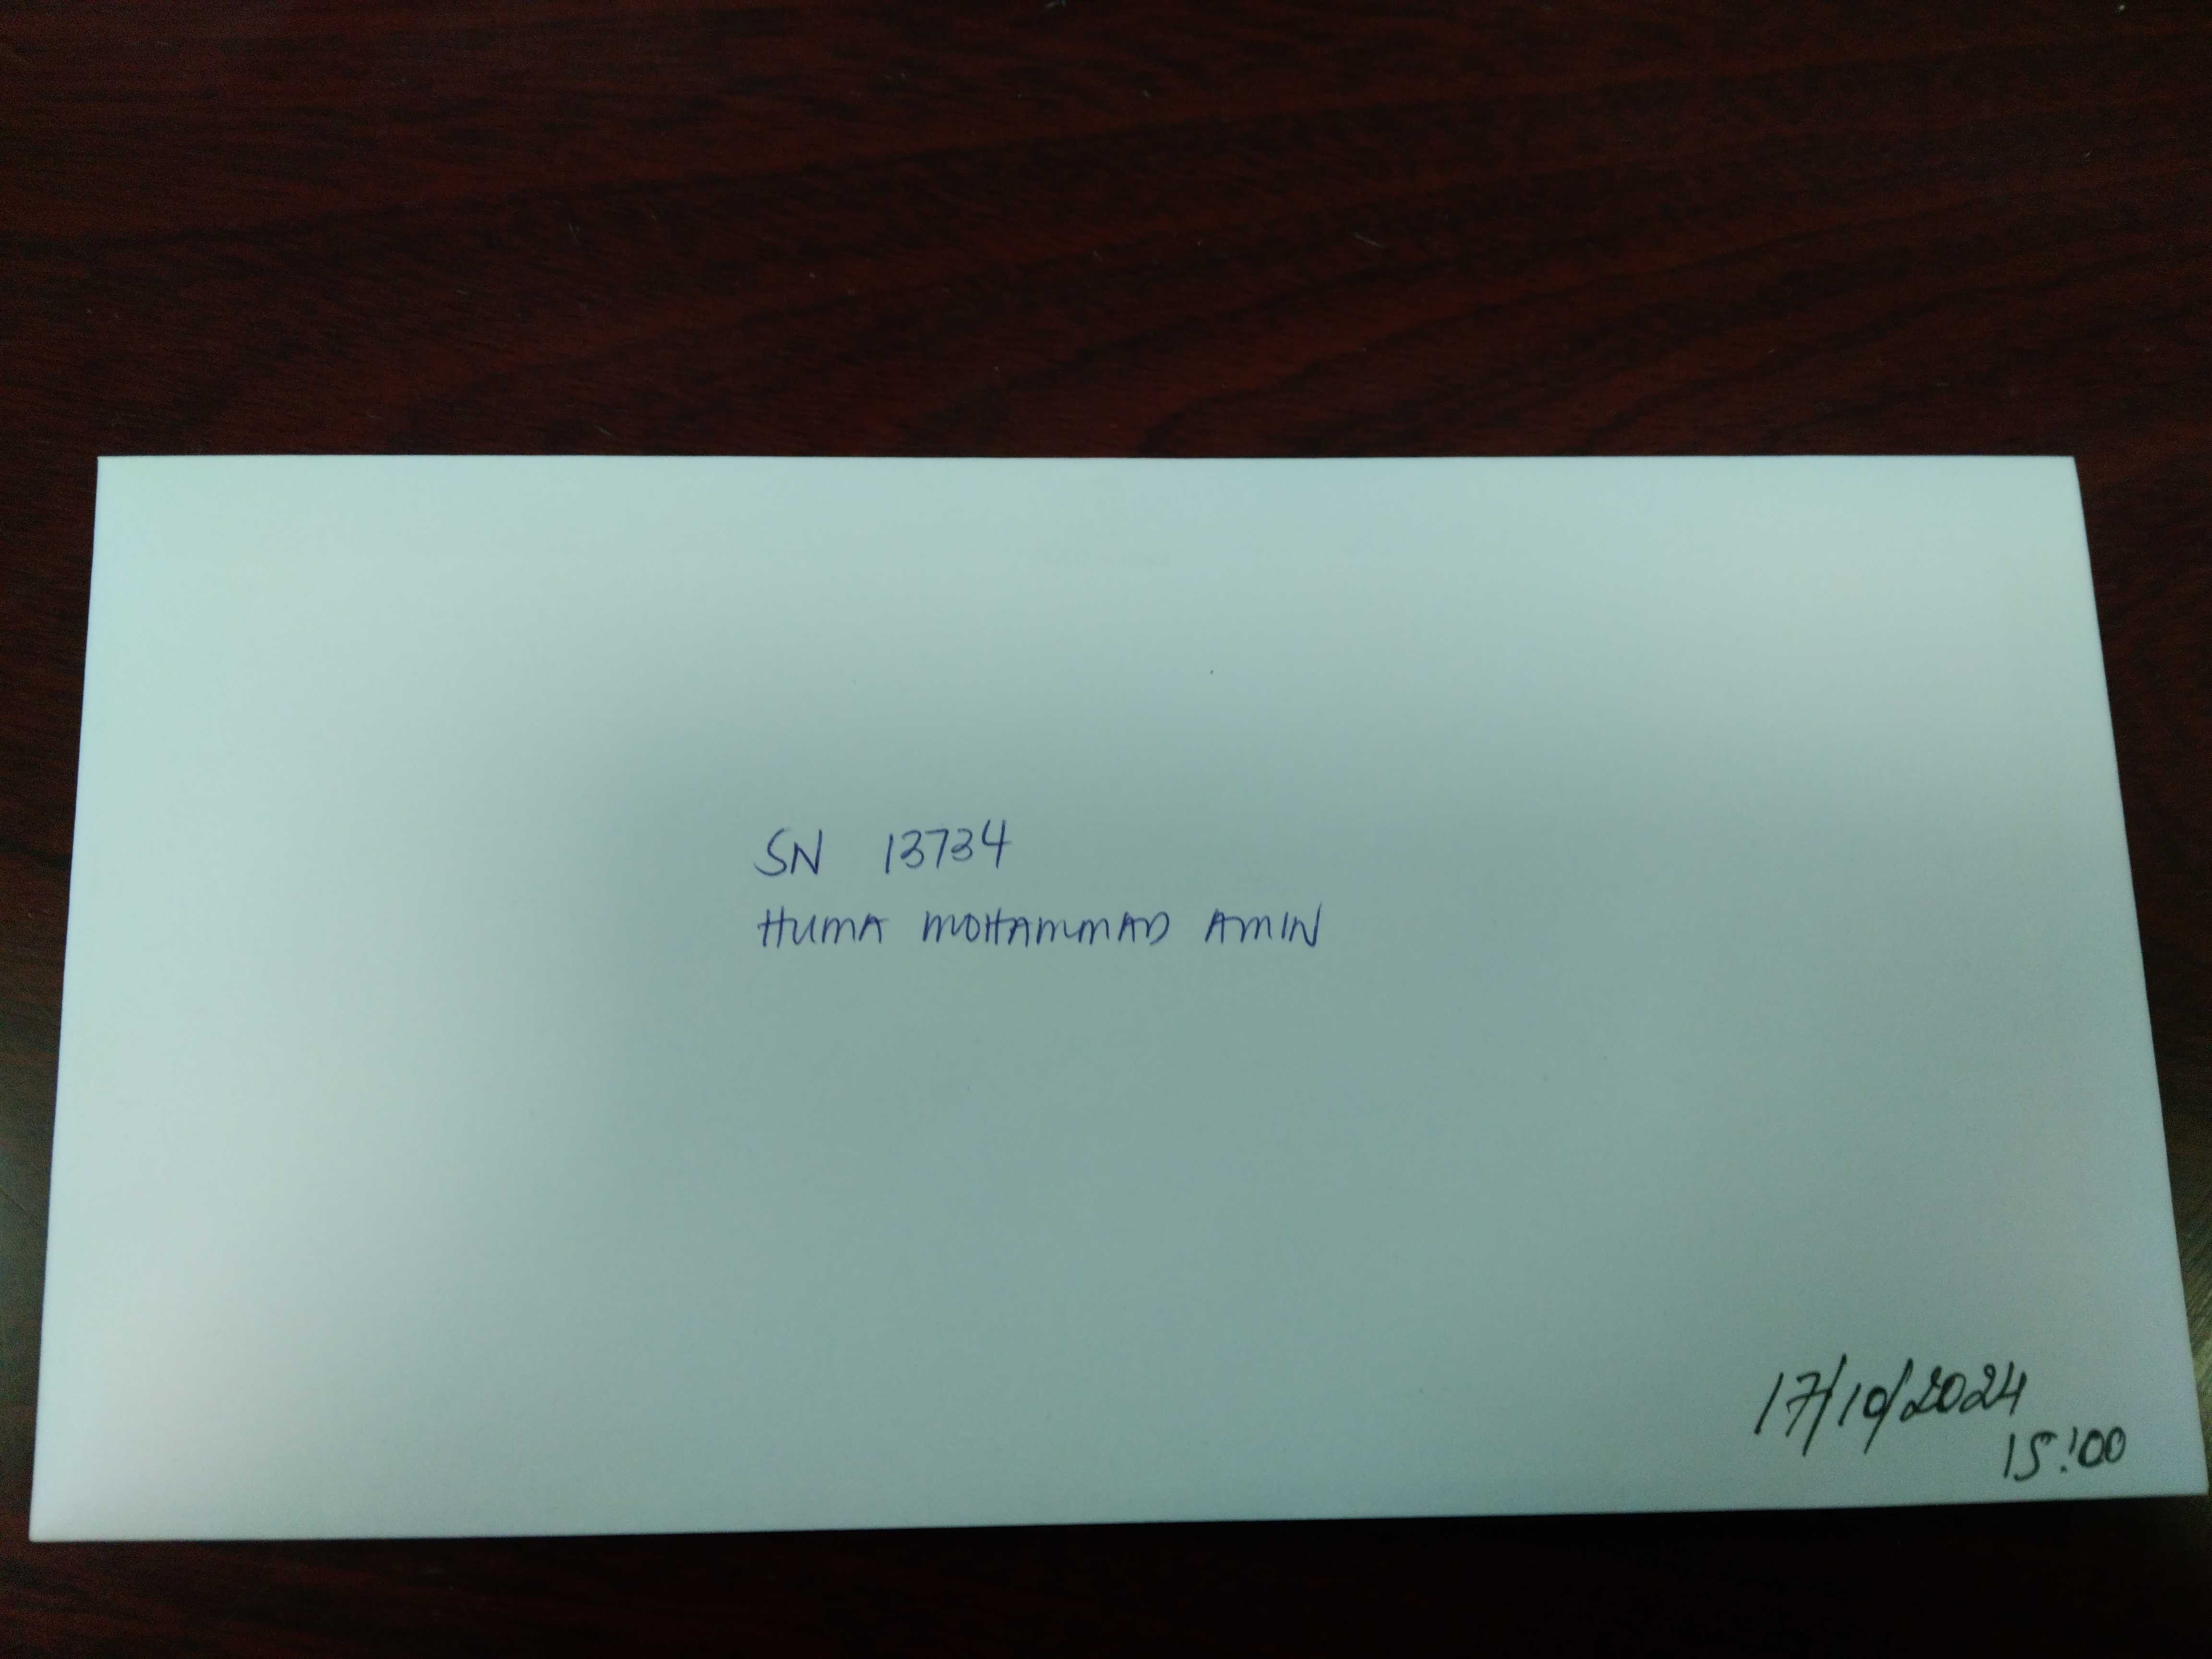 SN 13734
HUMA MOHAMMAD AMIN
17/10/2024
15:00